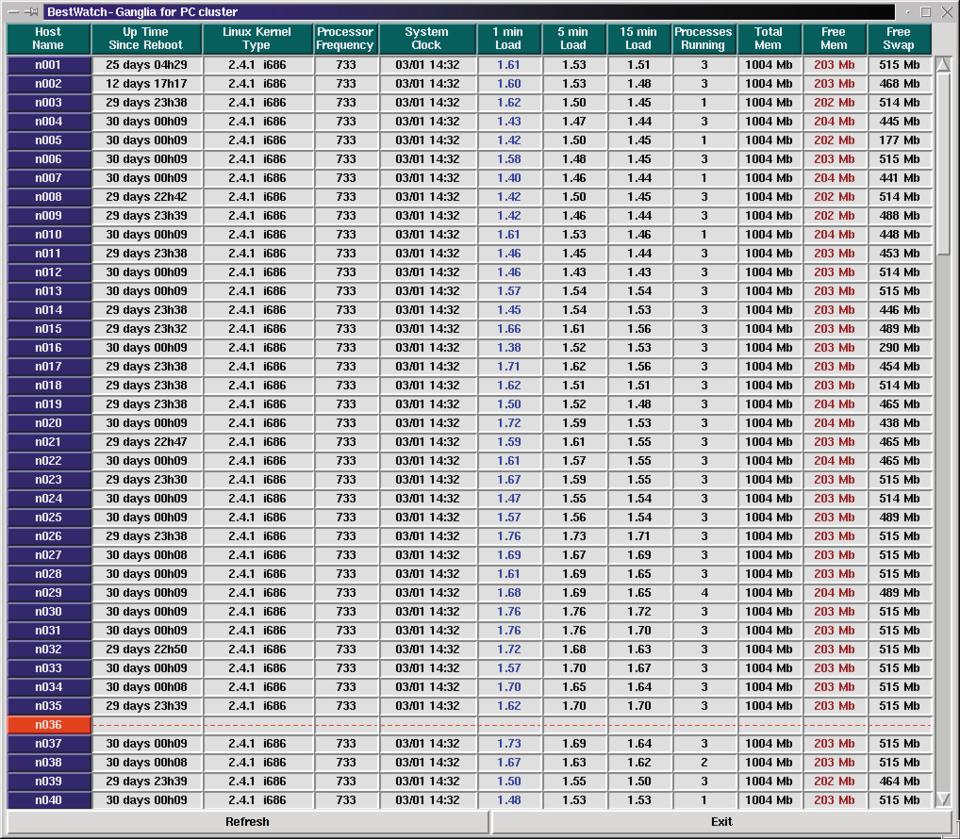 BestWatch-Ganglia for PC cluster
Host Name Up Time Since Reboot Linux Kernel Type Processor Frequency System Clock 1 min Load 5 min Load 15 min Load Processes Running Total Mem Free Mem Free Swap
n001 25 days 04h29 2.4.1 i686 733 03/01 14:32 1.61 1.53 1.51 3 1004 Mb 203 Mb 515 Mb
n002 12 days 17h17 2.4.1 i686 733 03/01 14:32 1.60 1.53 1.48 3 1004 Mb 203 Mb 468 Mb
n003 29 days 23h38 2.4.1 i686 733 03/01 14:32 1.62 1.50 1.45 1 1004 Mb 202 Mb 514 Mb
n004 30 days 00h09 2.4.1 i686 733 03/01 14:32 1.43 1.47 1.44 3 1004 Mb 204 Mb 445 Mb
n005 30 days 00h09 2.4.1 i686 733 03/01 14:32 1.42 1.50 1.45 1 1004 Mb 202 Mb 177 Mb
n006 30 days 00h09 2.4.1 i686 733 03/01 14:32 1.58 1.48 1.45 3 1004 Mb 203 Mb 515 Mb
n007 30 days 00h09 2.4.1 i686 733 03/01 14:32 1.40 1.46 1.44 1 1004 Mb 204 Mb 441 Mb
n008 29 days 22h42 2.4.1 i686 733 03/01 14:32 1.42 1.50 1.45 3 1004 Mb 202 Mb 514 Mb
n009 29 days 23h39 2.4.1 i686 733 03/01 14:32 1.42 1.46 1.44 3 1004 Mb 202 Mb 488 Mb
n010 30 days 00h09 2.4.1 i686 733 03/01 14:32 1.61 1.53 1.46 1 1004 Mb 204 Mb 448 Mb
n011 29 days 23h38 2.4.1 i686 733 03/01 14:32 1.46 1.45 1.44 3 1004 Mb 203 Mb 453 Mb
n012 30 days 00h09 2.4.1 i686 733 03/01 14:32 1.46 1.43 1.43 3 1004 Mb 203 Mb 514 Mb
n013 30 days 00h09 2.4.1 i686 733 03/01 14:32 1.57 1.54 1.54 3 1004 Mb 203 Mb 515 Mb
n014 29 days 23h38 2.4.1 i686 733 03/01 14:32 1.45 1.54 1.53 3 1004 Mb 203 Mb 446 Mb
n015 29 days 23h32 2.4.1 i686 733 03/01 14:32 1.66 1.61 1.56 3 1004 Mb 203 Mb 489 Mb
n016 30 days 00h09 2.4.1 i686 733 03/01 14:32 1.38 1.52 1.53 3 1004 Mb 203 Mb 290 Mb
n017 29 days 23h38 2.4.1 i686 733 03/01 14:32 1.71 1.62 1.56 3 1004 Mb 203 Mb 454 Mb
n018 29 days 23h38 2.4.1 i686 733 03/01 14:32 1.62 1.51 1.51 3 1004 Mb 203 Mb 514 Mb
n019 29 days 23h38 2.4.1 i686 733 03/01 14:32 1.50 1.52 1.48 3 1004 Mb 204 Mb 465 Mb
n020 30 days 00h09 2.4.1 i686 733 03/01 14:32 1.72 1.59 1.53 3 1004 Mb 204 Mb 438 Mb
n021 29 days 22h47 2.4.1 i686 733 03/01 14:32 1.59 1.61 1.55 3 1004 Mb 203 Mb 465 Mb
n022 30 days 00h09 2.4.1 i686 733 03/01 14:32 1.61 1.57 1.55 3 1004 Mb 204 Mb 465 Mb
n023 29 days 23h30 2.4.1 i686 733 03/01 14:32 1.67 1.59 1.55 3 1004 Mb 203 Mb 515 Mb
n024 30 days 00h09 2.4.1 i686 733 03/01 14:32 1.47 1.55 1.54 3 1004 Mb 203 Mb 514 Mb
n025 30 days 00h09 2.4.1 i686 733 03/01 14:32 1.57 1.56 1.54 3 1004 Mb 203 Mb 489 Mb
n026 29 days 23h38 2.4.1 i686 733 03/01 14:32 1.76 1.73 1.71 3 1004 Mb 203 Mb 515 Mb
n027 30 days 00h08 2.4.1 i686 733 03/01 14:32 1.69 1.67 1.69 3 1004 Mb 203 Mb 515 Mb
n028 30 days 00h09 2.4.1 i686 733 03/01 14:32 1.61 1.69 1.65 3 1004 Mb 203 Mb 515 Mb
n029 30 days 00h09 2.4.1 i686 733 03/01 14:32 1.68 1.69 1.65 4 1004 Mb 204 Mb 489 Mb
n030 30 days 00h09 2.4.1 i686 733 03/01 14:32 1.76 1.76 1.72 3 1004 Mb 203 Mb 515 Mb
n031 30 days 00h09 2.4.1 i686 733 03/01 14:32 1.76 1.76 1.70 3 1004 Mb 203 Mb 515 Mb
n032 29 days 22h50 2.4.1 i686 733 03/01 14:32 1.72 1.68 1.63 3 1004 Mb 203 Mb 515 Mb
n033 30 days 00h09 2.4.1 i686 733 03/01 14:32 1.57 1.70 1.67 3 1004 Mb 203 Mb 515 Mb
n034 30 days 00h08 2.4.1 i686 733 03/01 14:32 1.70 1.65 1.64 3 1004 Mb 203 Mb 515 Mb
n035 29 days 23h39 2.4.1 i686 733 03/01 14:32 1.62 1.70 1.70 3 1004 Mb 203 Mb 515 Mb
n036
n037 30 days 00h09 2.4.1 i686 733 03/01 14:32 1.73 1.69 1.64 3 1004 Mb 203 Mb 515 Mb
n038 30 days 00h08 2.4.1 i686 733 03/01 14:32 1.67 1.63 1.62 2 1004 Mb 203 Mb 515 Mb
n039 29 days 23h39 2.4.1 i686 733 03/01 14:32 1.50 1.55 1.50 3 1004 Mb 202 Mb 464 Mb
n040 30 days 00h09 2.4.1 i686 733 03/01 14:32 1.48 1.53 1.53 1 1004 Mb 203 Mb 515 Mb
Refresh Exit